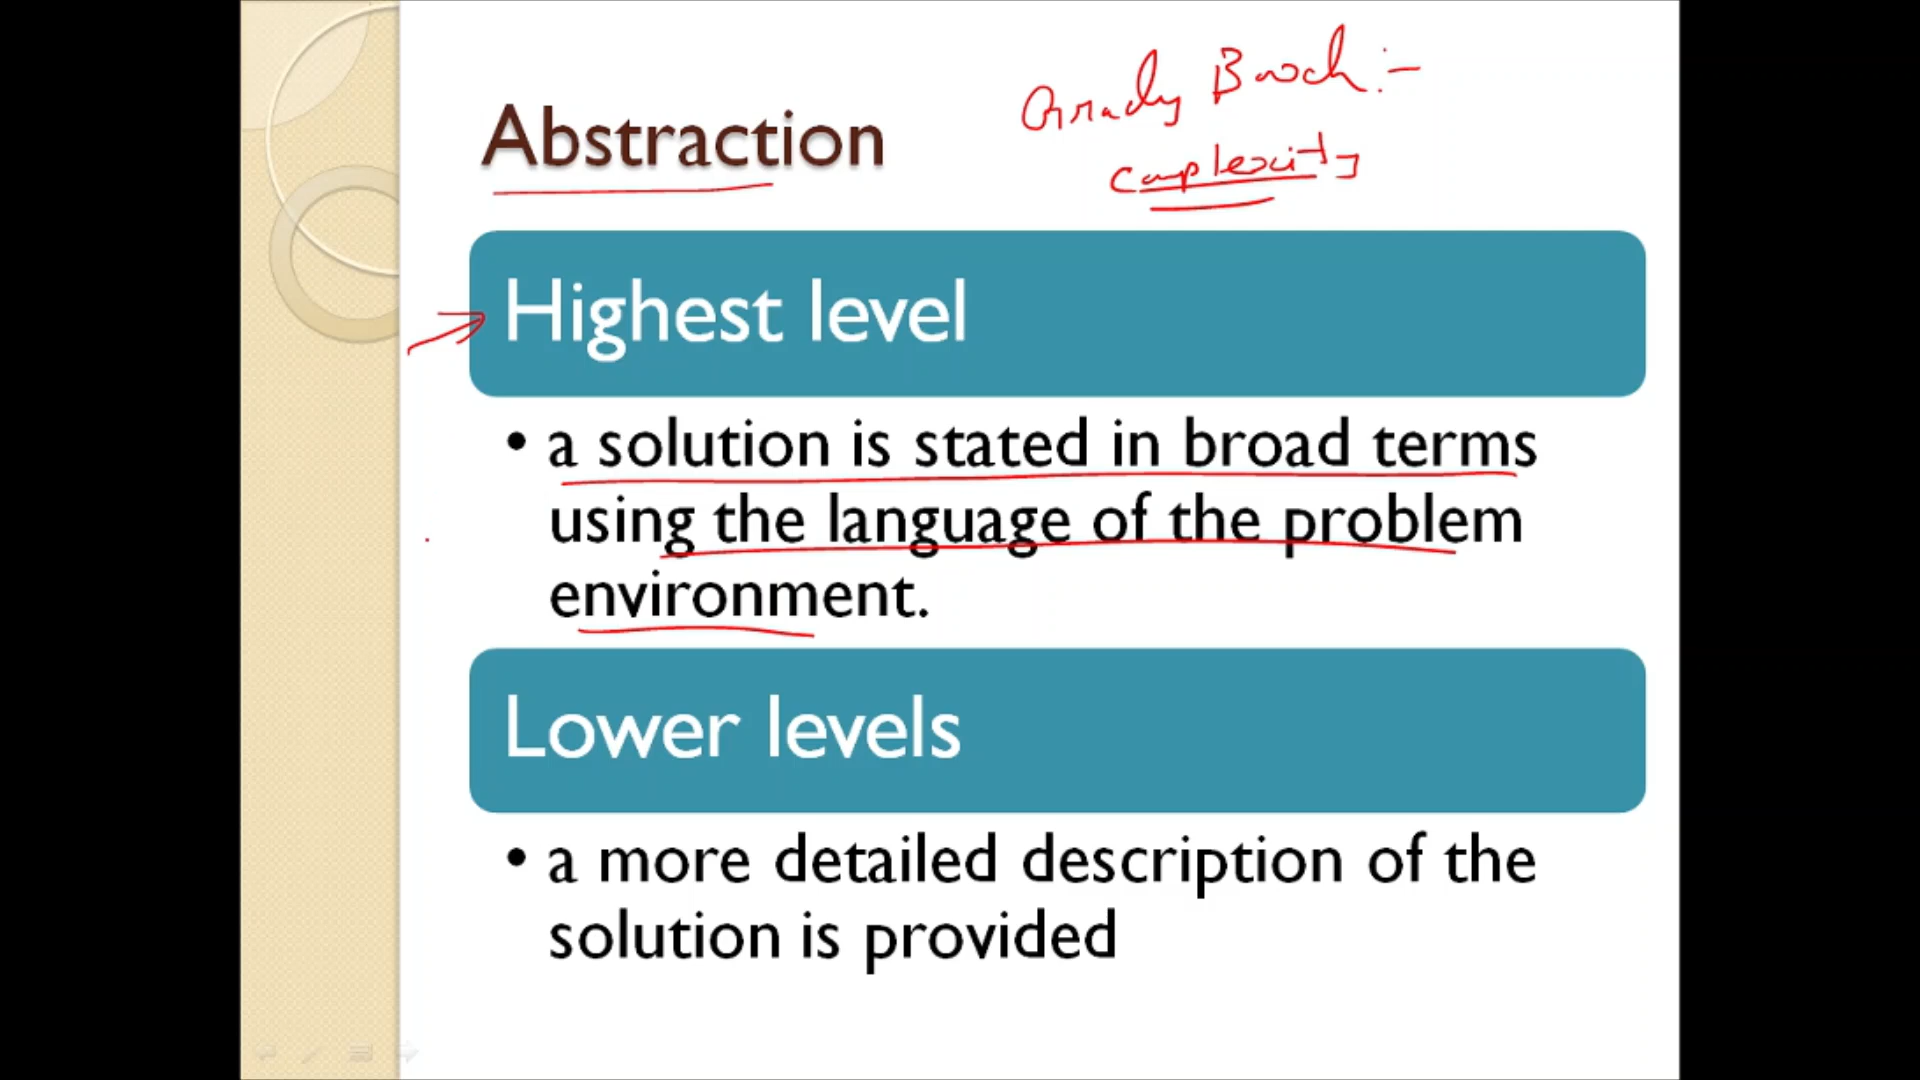 Grady Booch :-
Abstraction
Complexity
Highest level
• a solution is stated in broad terms
using the language of the problem
environment.
Lower levels
• a more detailed description of the
solution is provided